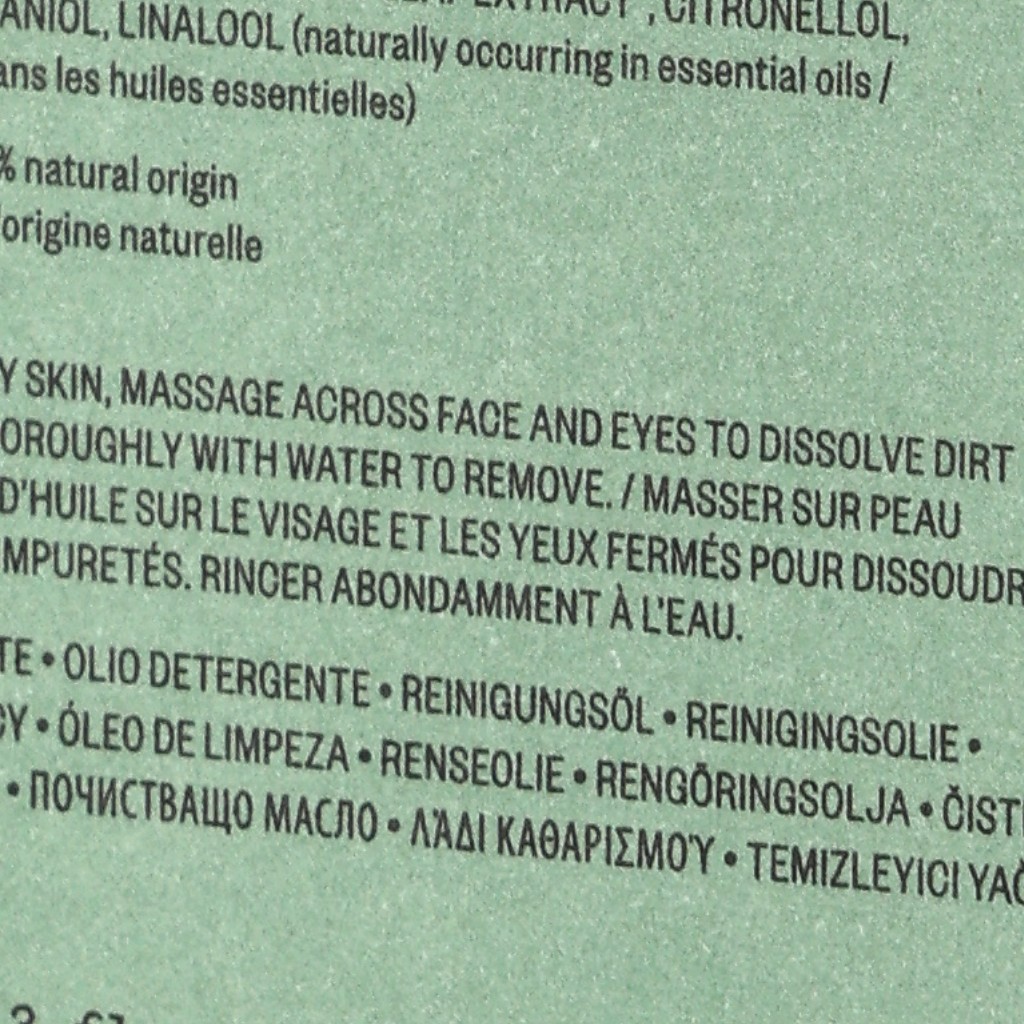 ANIOL, LINALOOL (naturally occurring in essential oils /
ans les huiles essentielles)
% natural origin
'origine naturelle
Y SKIN, MASSAGE ACROSS FACE AND EYES TO DISSOLVE DIRT
OROUGHLY WITH WATER TO REMOVE. / MASSER SUR PEAU
D'HUILE SUR LE VISAGE ET LES YEUX FERMÉS POUR DISSOUDR
MPURETÉS. RINCER ABONDAMMENT À L'EAU.
TE • OLIO DETERGENTE • REINIGUNGSÖL • REINIGINGSOLIE •
CY • ÓLEO DE LIMPEZA • RENSEOLIE • RENGÖRINGSOLJA • ČIST
• ПОЧИСТВАЩО МАСЛО • ΛΆΔΙ ΚΑΘΑΡΙΣΜΟΎ • TEMIZLEYICI YAĞ